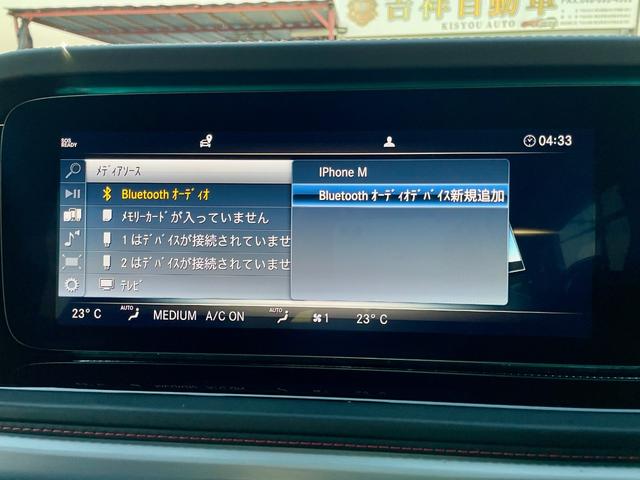 吉祥自動車
KISYOU AUTO
SOS
READY
04:33
ﾒﾃﾞｨｱｿｰｽ
Bluetooth ｵｰﾃﾞｨｵ
ﾒﾓﾘｰｶｰﾄﾞが入っていません
1 はﾃﾞﾊﾞｲｽが接続されていませ
2 はﾃﾞﾊﾞｲｽが接続されていませ
ﾃﾚﾋﾞ
IPhone M
Bluetooth ｵｰﾃﾞｨｵﾃﾞﾊﾞｲｽ新規追加
23° C
AUTO
MEDIUM
A/C ON
AUTO
1
23° C